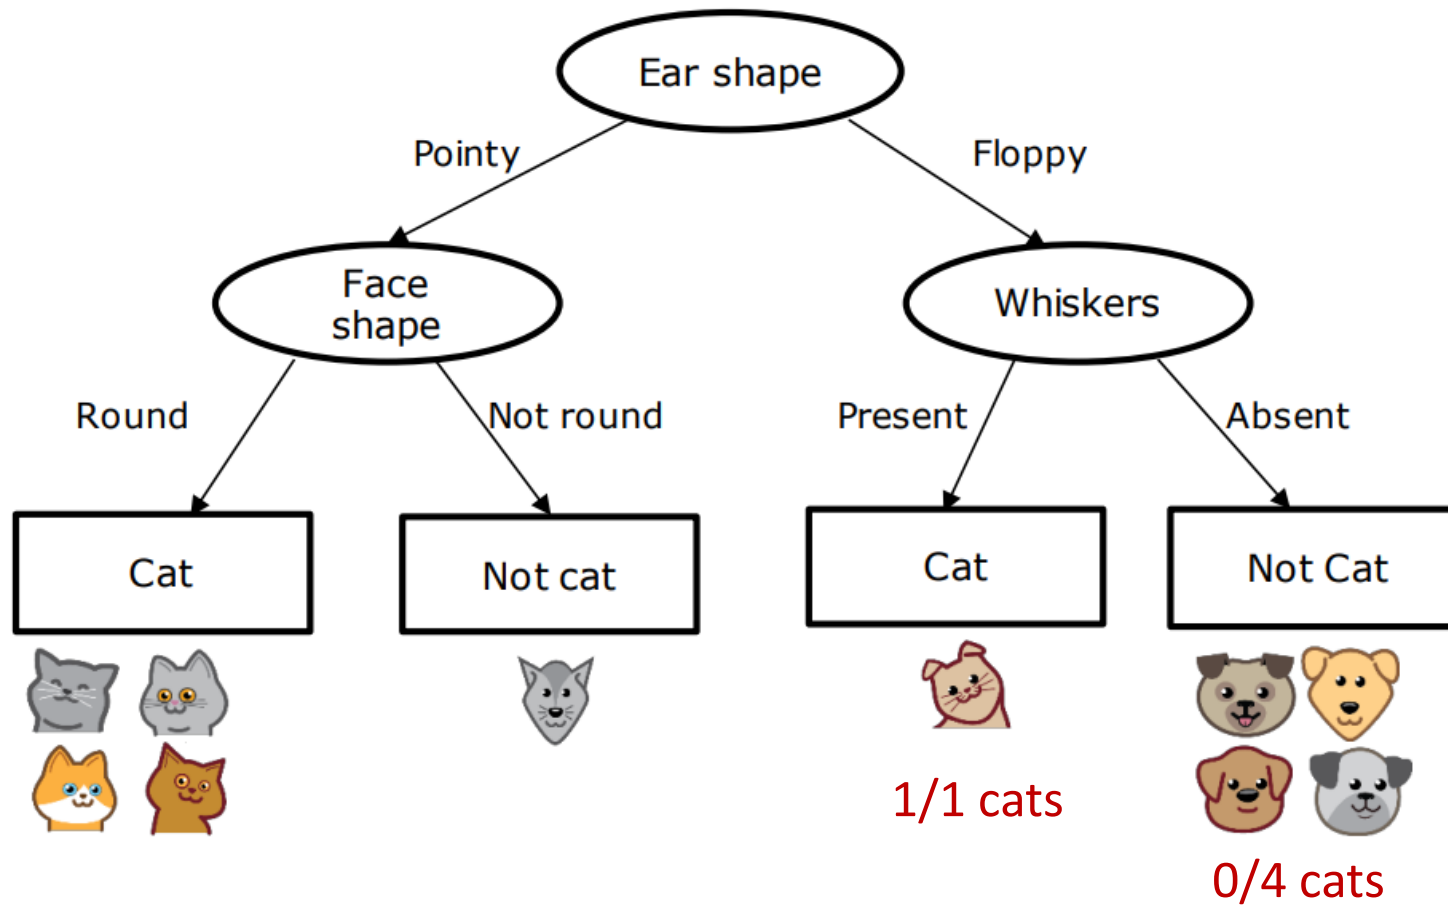 Ear shape
Pointy
Floppy
Face
shape
Whiskers
Round
Not round
Present
Absent
Cat
Not cat
Cat
Not Cat
1/1 cats
0/4 cats